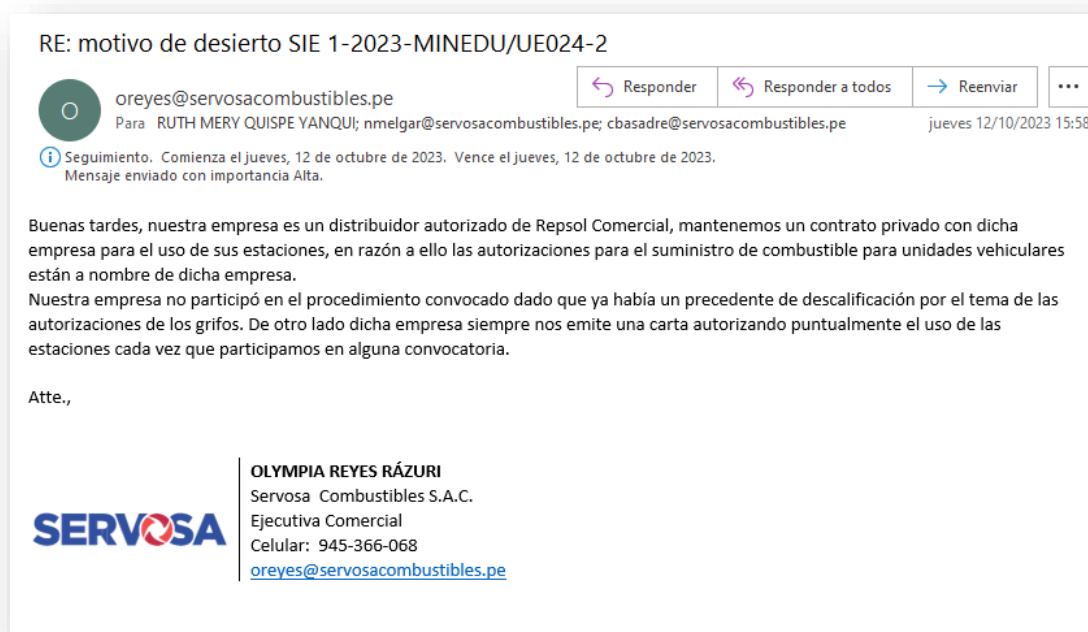 RE: motivo de desierto SIE 1-2023-MINEDU/UE024-2
O
oreyes@servosacombustibles.pe
Responder
Responder a todos
Reenviar
Para RUTH MERY QUISPE YANQUI; nmelgar@servosacombustibles.pe; cbasadre@servosacombustibles.pe
jueves 12/10/2023 15:58
Seguimiento. Comienza el jueves, 12 de octubre de 2023. Vence el jueves, 12 de octubre de 2023.
Mensaje enviado con importancia Alta.
Buenas tardes, nuestra empresa es un distribuidor autorizado de Repsol Comercial, mantenemos un contrato privado con dicha
empresa para el uso de sus estaciones, en razón a ello las autorizaciones para el suministro de combustible para unidades vehiculares
están a nombre de dicha empresa.
Nuestra empresa no participó en el procedimiento convocado dado que ya había un precedente de descalificación por el tema de las
autorizaciones de los grifos. De otro lado dicha empresa siempre nos emite una carta autorizando puntualmente el uso de las
estaciones cada vez que participamos en alguna convocatoria.
Atte.,
SERVOSA
OLYMPIA REYES RÁZURI
Servosa Combustibles S.A.C.
Ejecutiva Comercial
Celular: 945-366-068
oreyes@servosacombustibles.pe